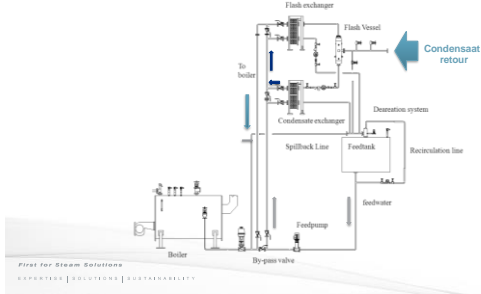 Flash exchanger
Flash Vessel
Condensaat
retour
To
boiler
Condensate exchanger
Deareation system
Spillback Line
Feedtank
Recirculation line
feedwater
Feedpump
Boiler
By-pass valve
First for Steam Solutions
EXPERTISE | SOLUTIONS | SUSTAINABILITY